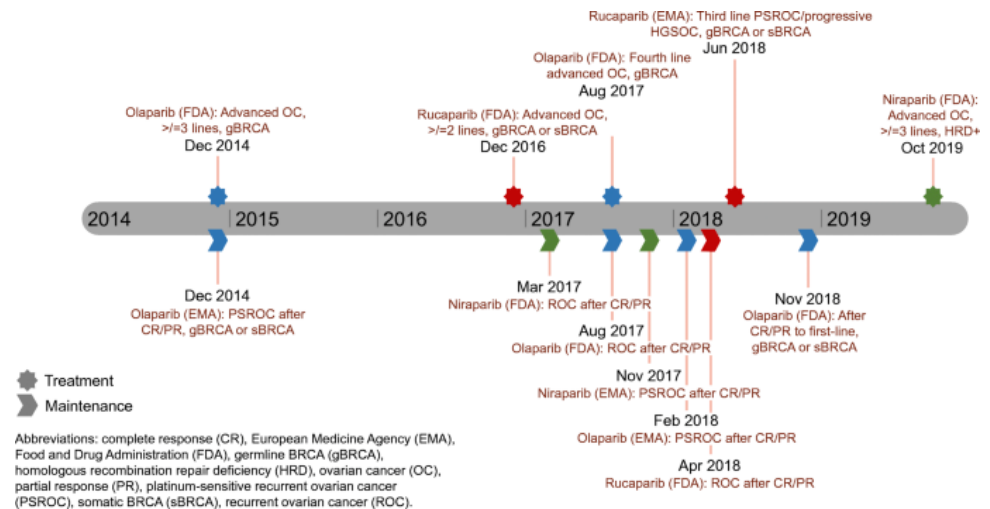 Rucaparib (EMA): Third line PSROC/progressive
HGSOC, gBRCA or sBRCA
Jun 2018
Olaparib (FDA): Fourth line
advanced OC, gBRCA
Aug 2017
Olaparib (FDA): Advanced OC,
>/=3 lines, gBRCA
Dec 2014
Rucaparib (FDA): Advanced OC,
>/=2 lines, gBRCA or sBRCA
Dec 2016
Niraparib (FDA):
Advanced OC,
>/=3 lines, HRD+
Oct 2019
2014 2015 2016 2017 2018 2019
Dec 2014
Olaparib (EMA): PSROC after
CR/PR, gBRCA or sBRCA
Mar 2017
Niraparib (FDA): ROC after CR/PR
Aug 2017
Olaparib (FDA): ROC after CR/PR
Nov 2017
Niraparib (EMA): PSROC after CR/PR
Feb 2018
Olaparib (EMA): PSROC after CR/PR
Apr 2018
Rucaparib (FDA): ROC after CR/PR
Nov 2018
Olaparib (FDA): After
CR/PR to first-line,
gBRCA or sBRCA
Treatment
Maintenance
Abbreviations: complete response (CR), European Medicine Agency (EMA),
Food and Drug Administration (FDA), germline BRCA (gBRCA),
homologous recombination repair deficiency (HRD), ovarian cancer (OC),
partial response (PR), platinum-sensitive recurrent ovarian cancer
(PSROC), somatic BRCA (sBRCA), recurrent ovarian cancer (ROC).